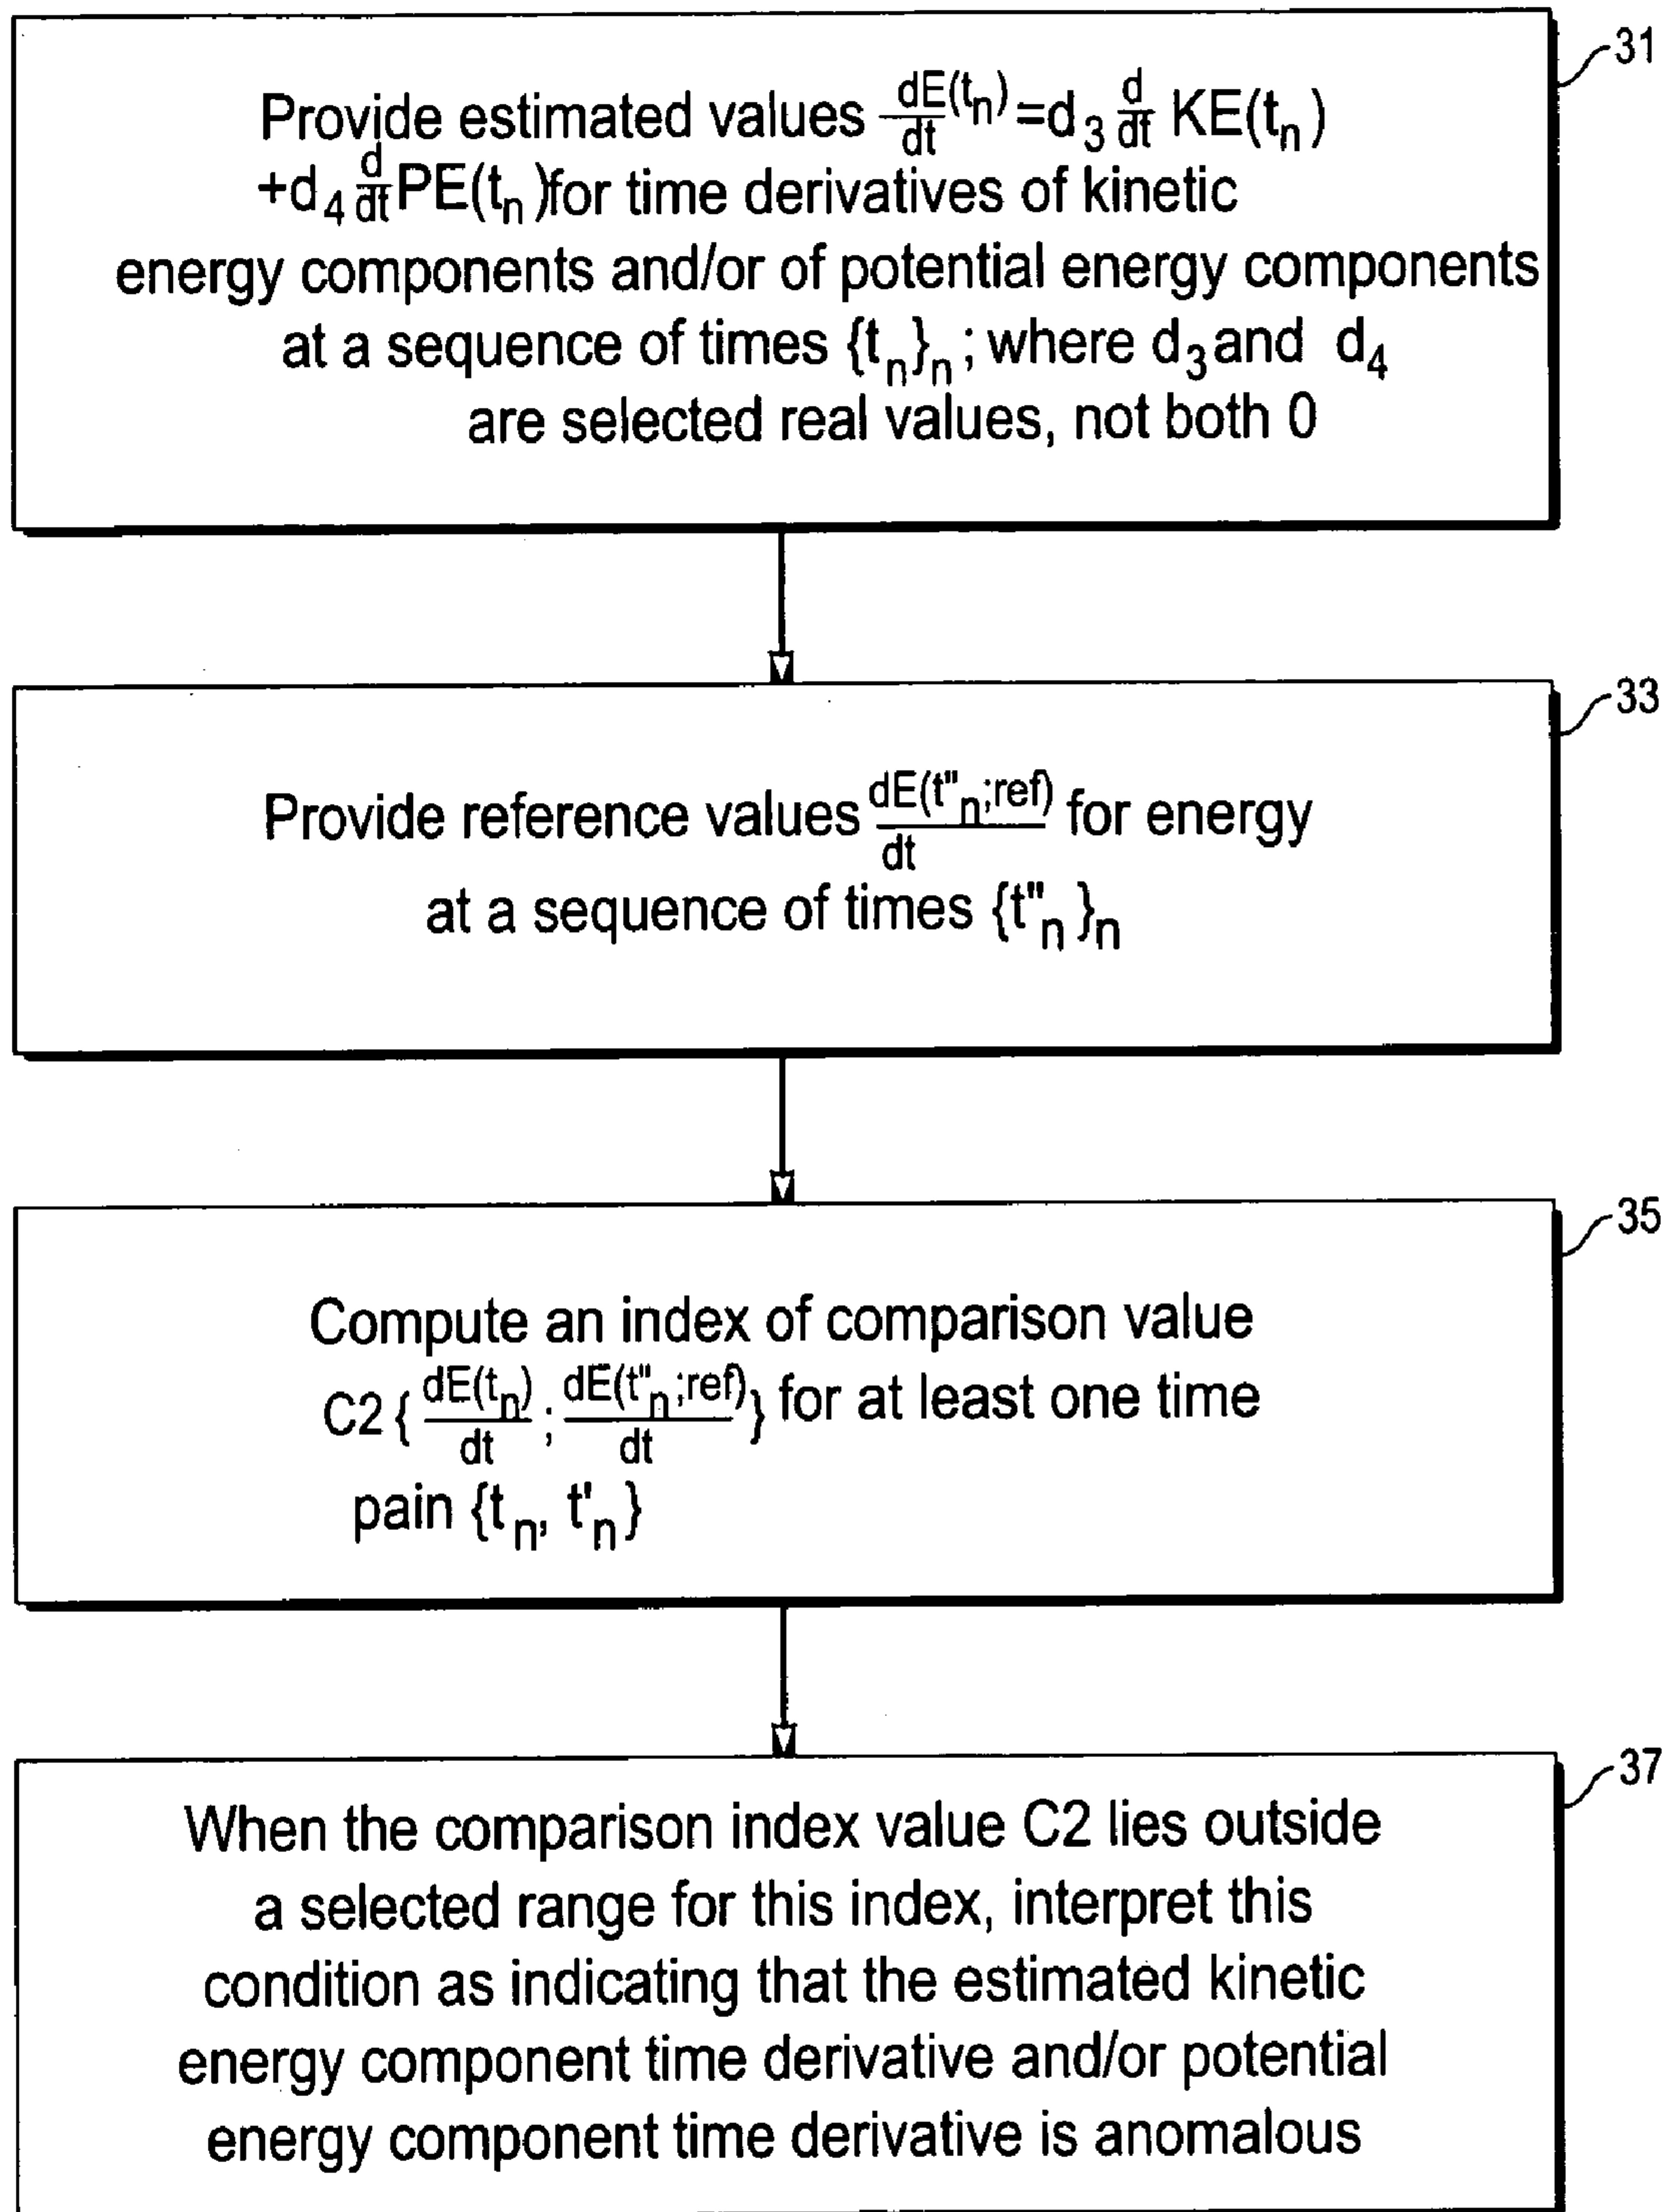 31
Provide estimated values dE(tn)/dt =d3 d/dt KE(tn)
+d4 d/dt PE(tn) for time derivatives of kinetic
energy components and/or of potential energy components
at a sequence of times {tn}n ; where d3 and d4
are selected real values, not both 0
33
Provide reference values dE(t"n;ref)/dt for energy
at a sequence of times {t"n}n
35
Compute an index of comparison value
C2{ dE(tn)/dt ; dE(t"n;ref)/dt } for at least one time
pain {tn, t'n}
37
When the comparison index value C2 lies outside
a selected range for this index, interpret this
condition as indicating that the estimated kinetic
energy component time derivative and/or potential
energy component time derivative is anomalous